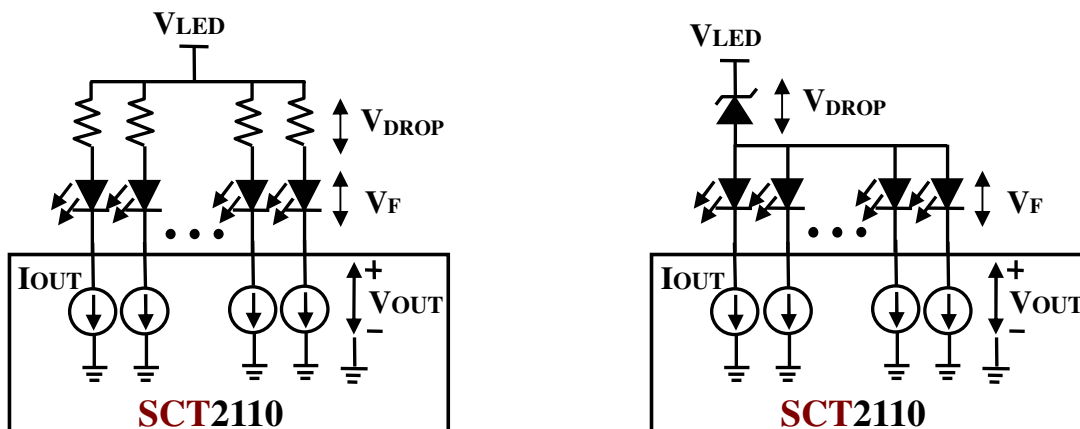 VLED
VDROP
VF
IOUT
+
VOUT
−
SCT2110
VLED
VDROP
VF
IOUT
+
VOUT
−
SCT2110